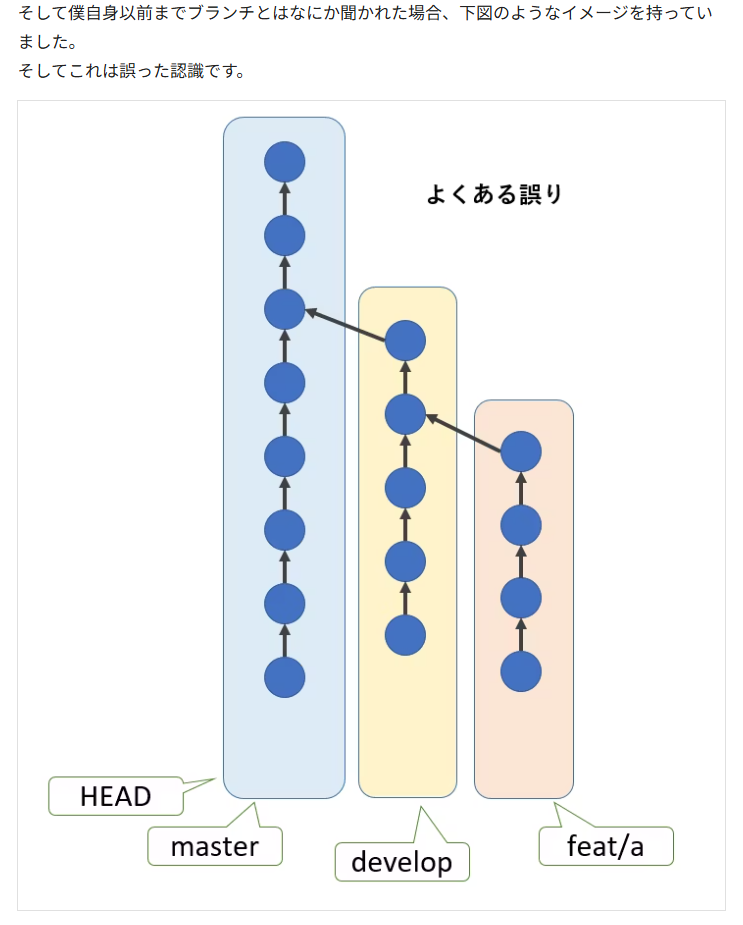 そして僕自身以前までブランチとはなにか聞かれた場合、下図のようなイメージを持ってい
ました。
そしてこれは誤った認識です。
よくある誤り
HEAD
master
develop
feat/a